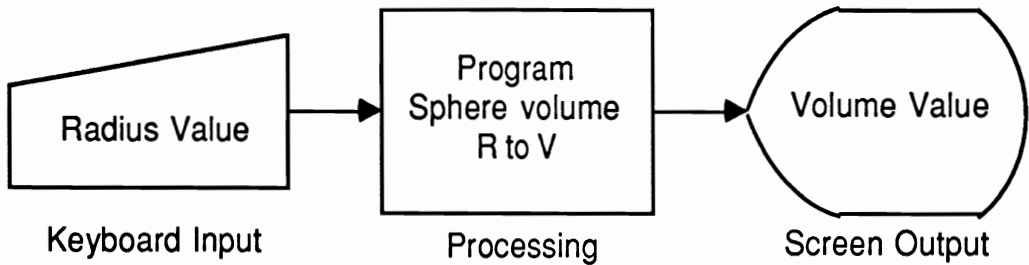 Radius Value
Program
Sphere volume
R to V
Volume Value
Keyboard Input
Processing
Screen Output